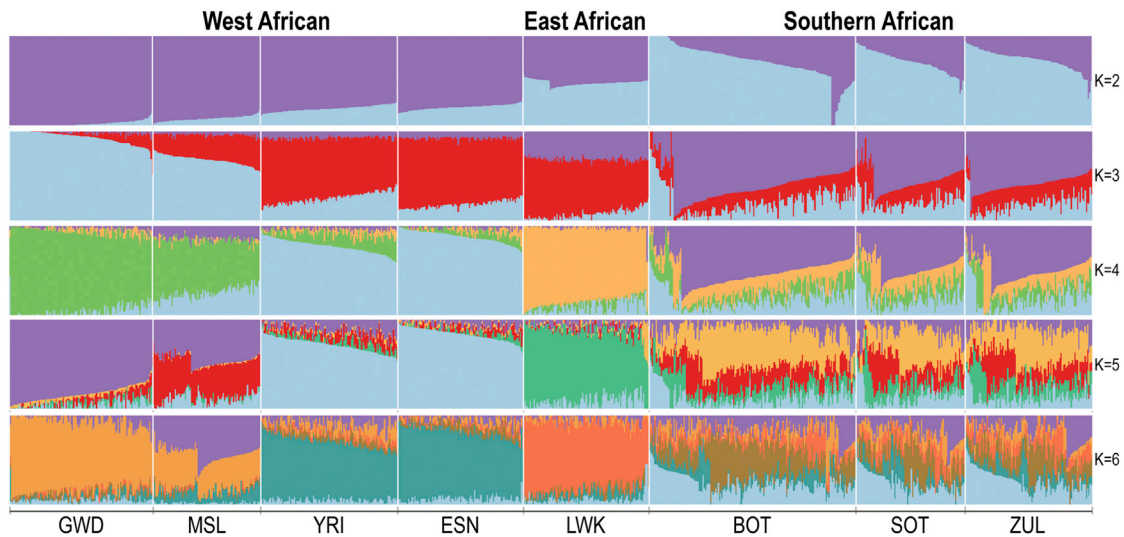 West African East African Southern African
K=2
K=3
K=4
K=5
K=6
GWD MSL YRI ESN LWK BOT SOT ZUL